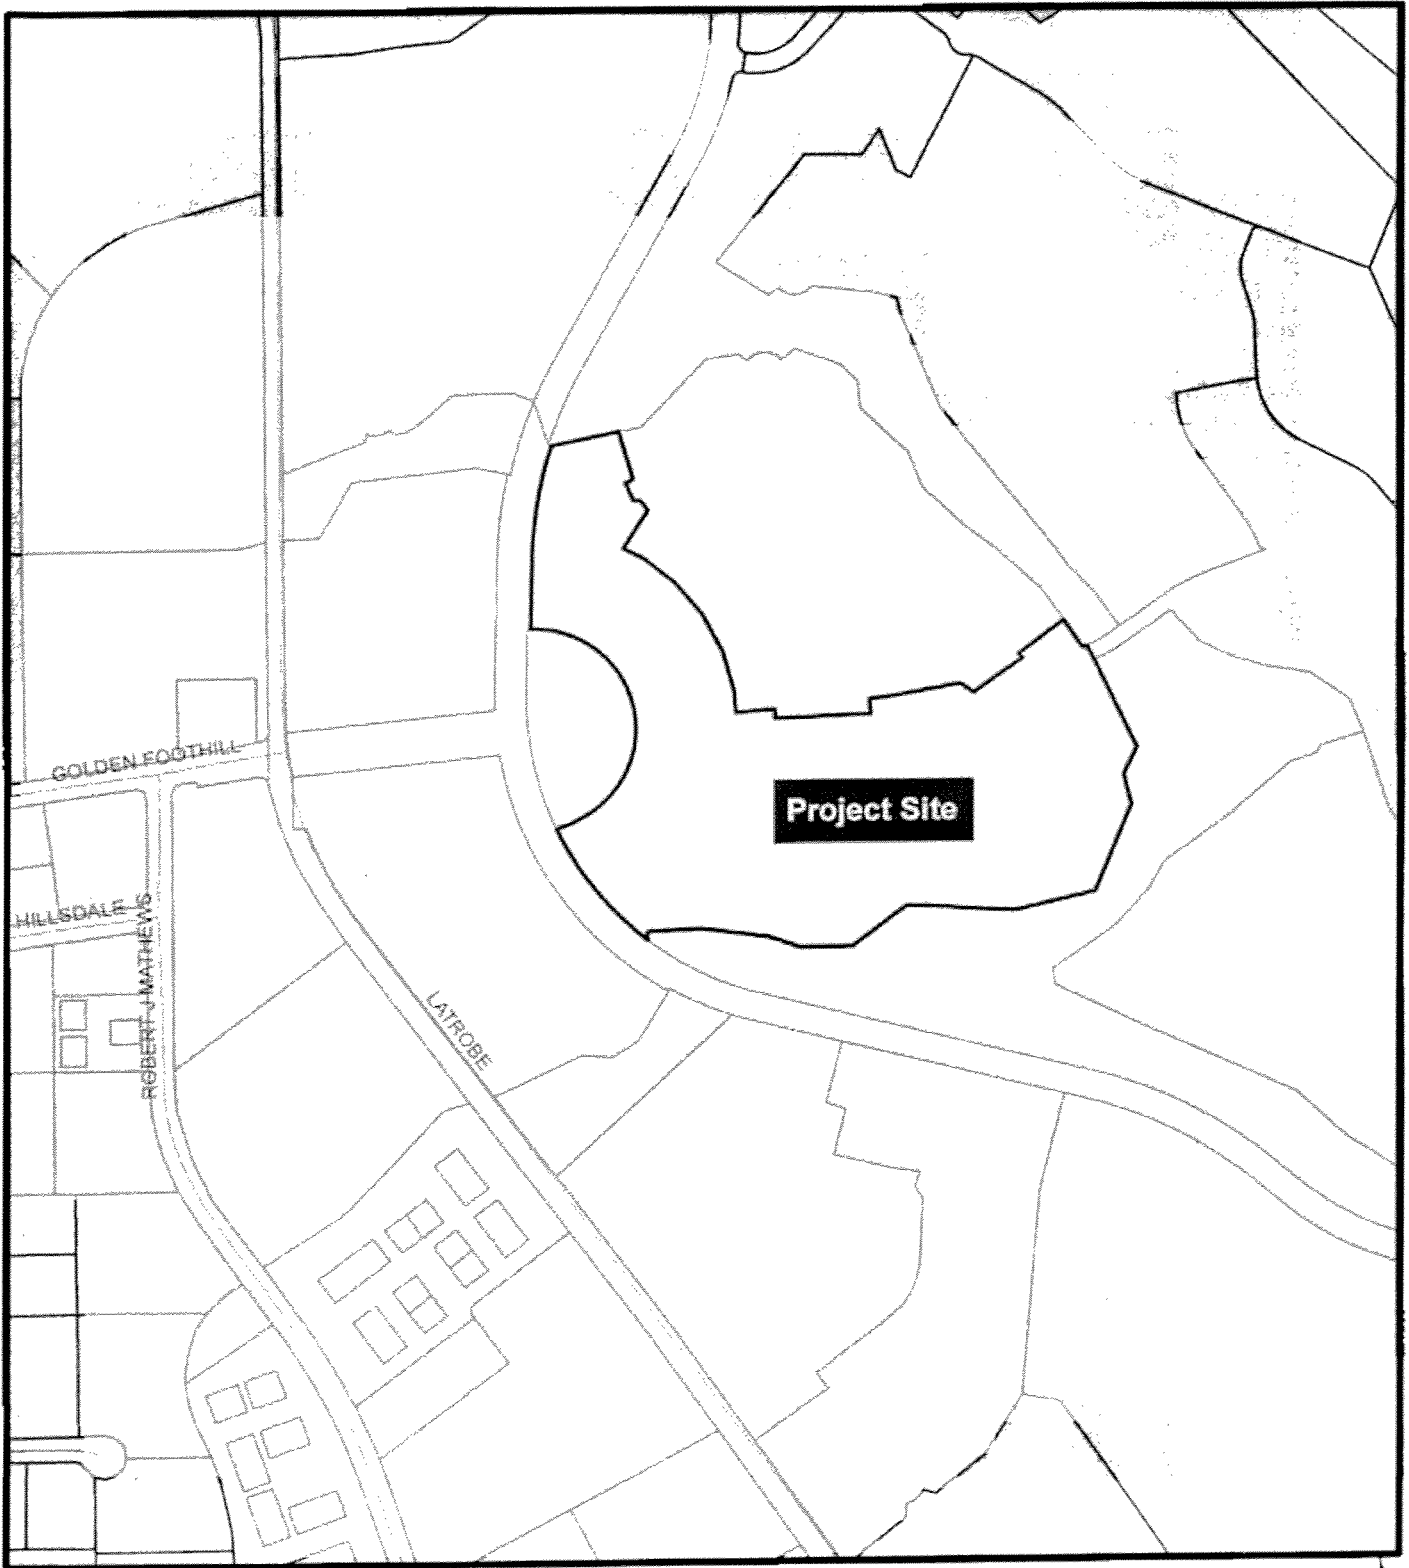 GOLDEN FOOTHILL
Project Site
HILLSDALE
ROBERT J MATHEWS
LATROBE